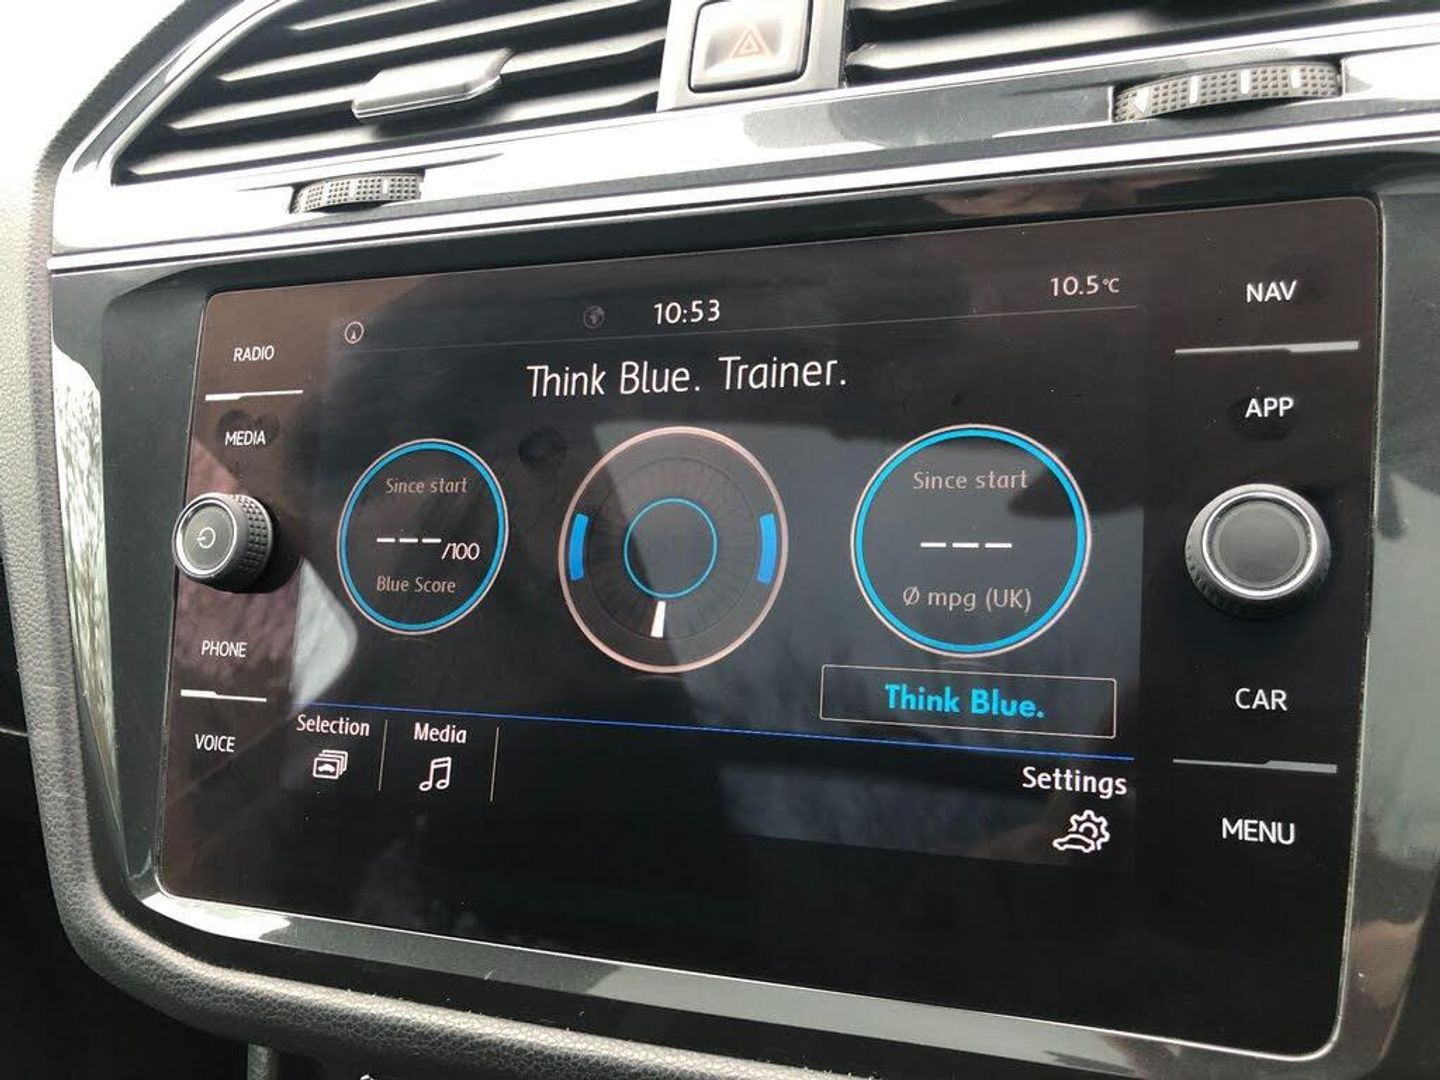 10:53
10.5°C
NAV
RADIO
Think Blue. Trainer.
APP
MEDIA
Since start
---/100
Blue Score
Since start
---
Ø mpg (UK)
PHONE
Think Blue.
CAR
VOICE
Selection
Media
Settings
MENU